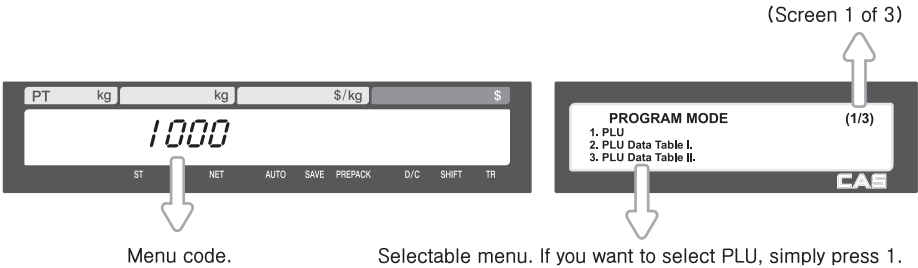 (Screen 1 of 3)
PT kg kg $/kg $
1000
ST NET AUTO SAVE PREPACK D/C SHIFT TR
PROGRAM MODE (1/3)
1. PLU
2. PLU Data Table I.
3. PLU Data Table II.
CAS
Menu code.
Selectable menu. If you want to select PLU, simply press 1.